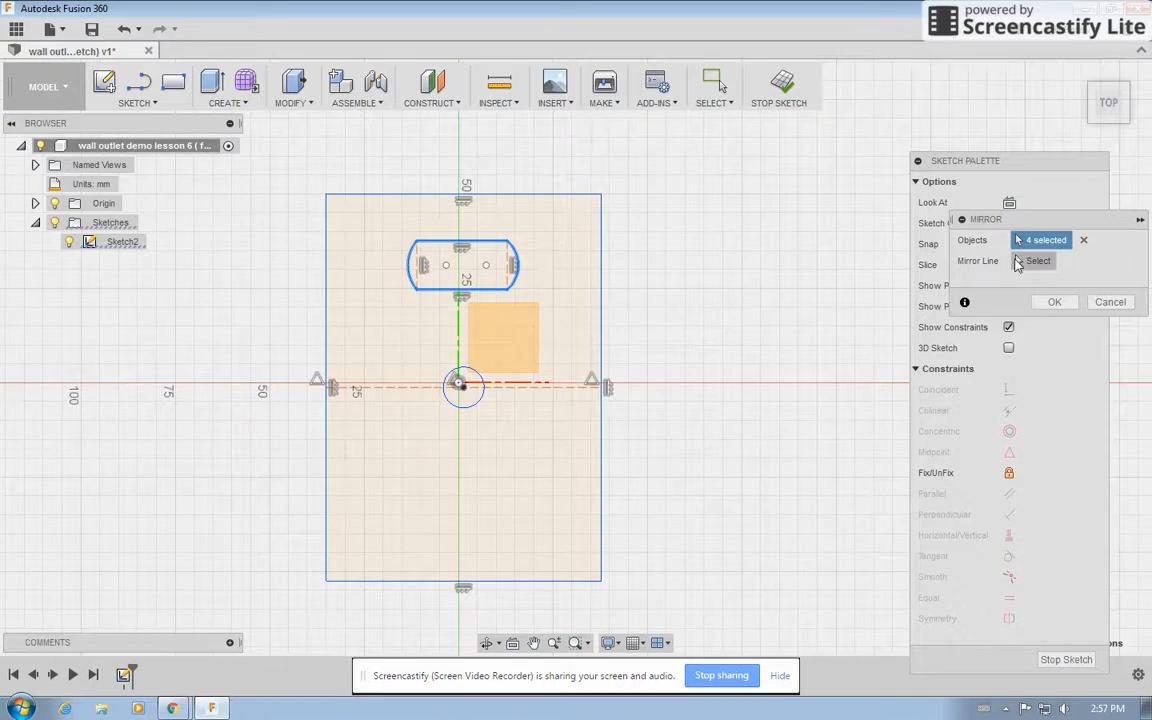 Autodesk Fusion 360
powered by
Screencastify Lite
wall outl...etch) v1*
MODEL
SKETCH
CREATE
MODIFY
ASSEMBLE
CONSTRUCT
INSPECT
INSERT
MAKE
ADD-INS
SELECT
STOP SKETCH
TOP
BROWSER
wall outlet demo lesson 6 ( f...
Named Views
Units: mm
Origin
Sketches
Sketch2
50
25
100
75
50
25
SKETCH PALETTE
Options
Look At
Sketch
Snap
Slice
Show P
Show P
Show Constraints
3D Sketch
MIRROR
Objects
4 selected
Mirror Line
Select
OK
Cancel
Constraints
Coincident
Colinear
Concentric
Midpoint
Fix/UnFix
Parallel
Perpendicular
Horizontal/Vertical
Tangent
Smooth
Equal
Symmetry
Stop Sketch
COMMENTS
Screencastify (Screen Video Recorder) is sharing your screen and audio.
Stop sharing
Hide
2:57 PM